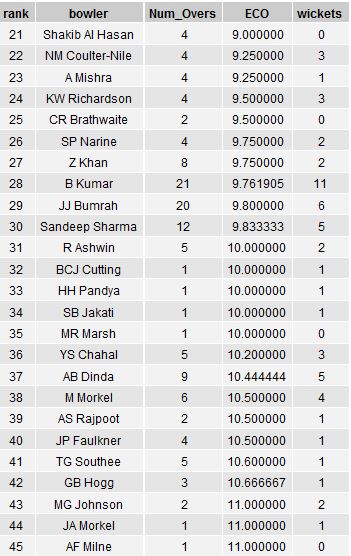 rank bowler Num_Overs ECO wickets
21 Shakib Al Hasan 4 9.000000 0
22 NM Coulter-Nile 4 9.250000 3
23 A Mishra 4 9.250000 1
24 KW Richardson 4 9.500000 3
25 CR Brathwaite 2 9.500000 0
26 SP Narine 4 9.750000 2
27 Z Khan 8 9.750000 2
28 B Kumar 21 9.761905 11
29 JJ Bumrah 20 9.800000 6
30 Sandeep Sharma 12 9.833333 5
31 R Ashwin 5 10.000000 2
32 BCJ Cutting 1 10.000000 1
33 HH Pandya 1 10.000000 1
34 SB Jakati 1 10.000000 1
35 MR Marsh 1 10.000000 0
36 YS Chahal 5 10.200000 3
37 AB Dinda 9 10.444444 5
38 M Morkel 6 10.500000 4
39 AS Rajpoot 2 10.500000 1
40 JP Faulkner 4 10.500000 1
41 TG Southee 5 10.600000 1
42 GB Hogg 3 10.666667 1
43 MG Johnson 2 11.000000 2
44 JA Morkel 1 11.000000 1
45 AF Milne 1 11.000000 0